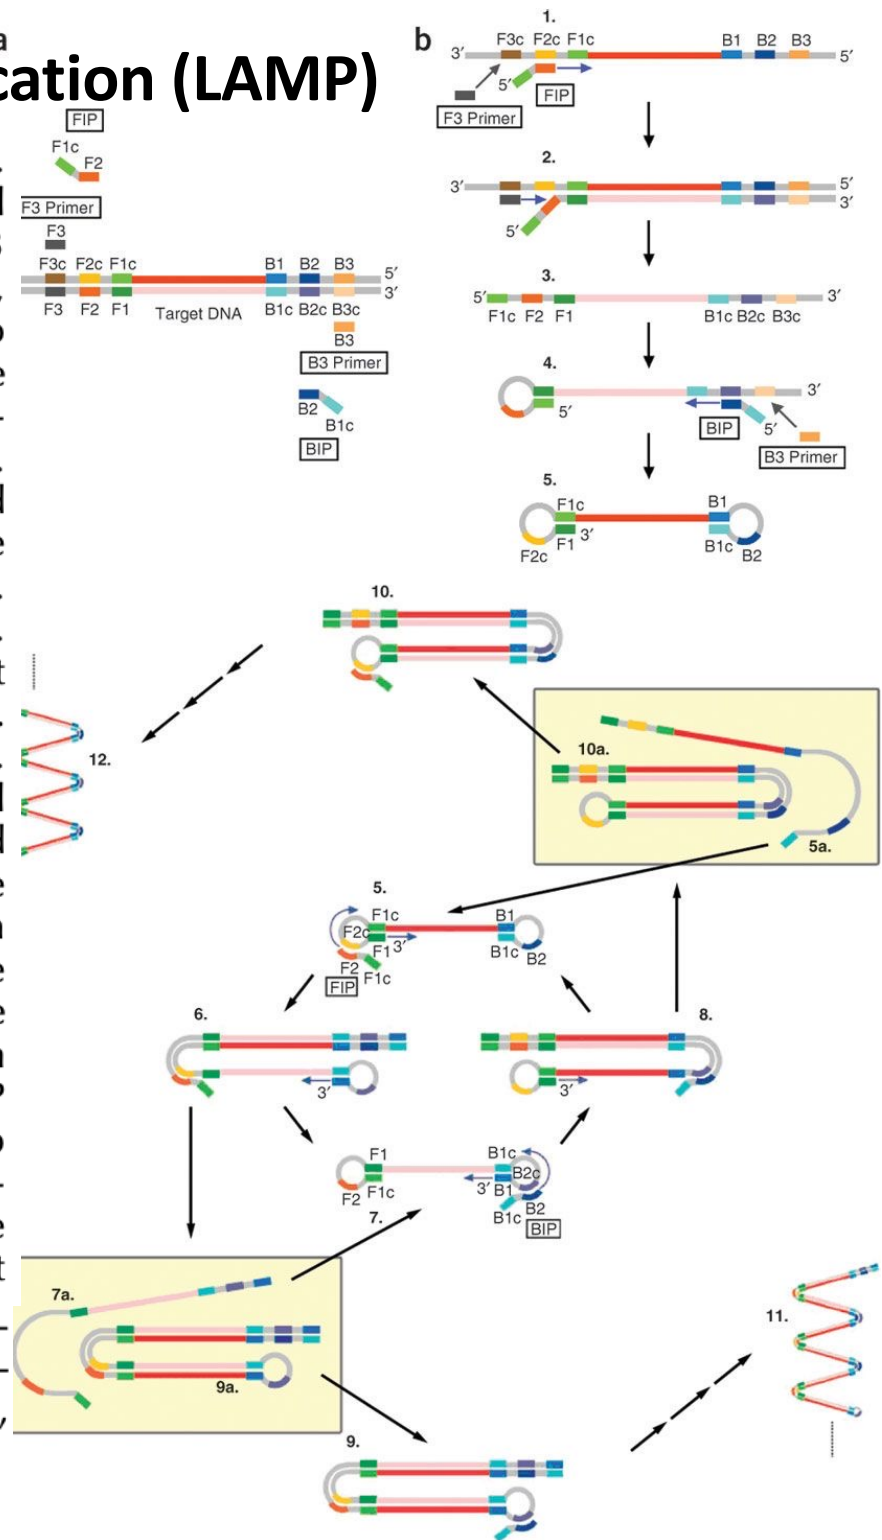 a
cation (LAMP)
FIP
F1c
F2
F3 Primer
F3
F3c F2c F1c B1 B2 B3
5′
3′
F3 F2 F1 Target DNA B1c B2c B3c
B3
B3 Primer
B2
B1c
BIP
b
1.
3′ F3c F2c F1c B1 B2 B3 5′
5′
FIP
F3 Primer
2.
3′ 5′
3′
5′
3.
5′ 3′
F1c F2 F1 B1c B2c B3c
4.
3′
5′
BIP 5′
B3 Primer
5.
F1c B1
3′
F2c F1 B1c B2
10.
12.
10a.
5a.
5.
F1c B1
F2c
F1 3′ B1c B2
F2 F1c
FIP
6.
3′
8.
3′
F1 B1c
B2c
F2 F1c 3′ B1
B1c B2
7.
BIP
7a.
9a.
11.
9.